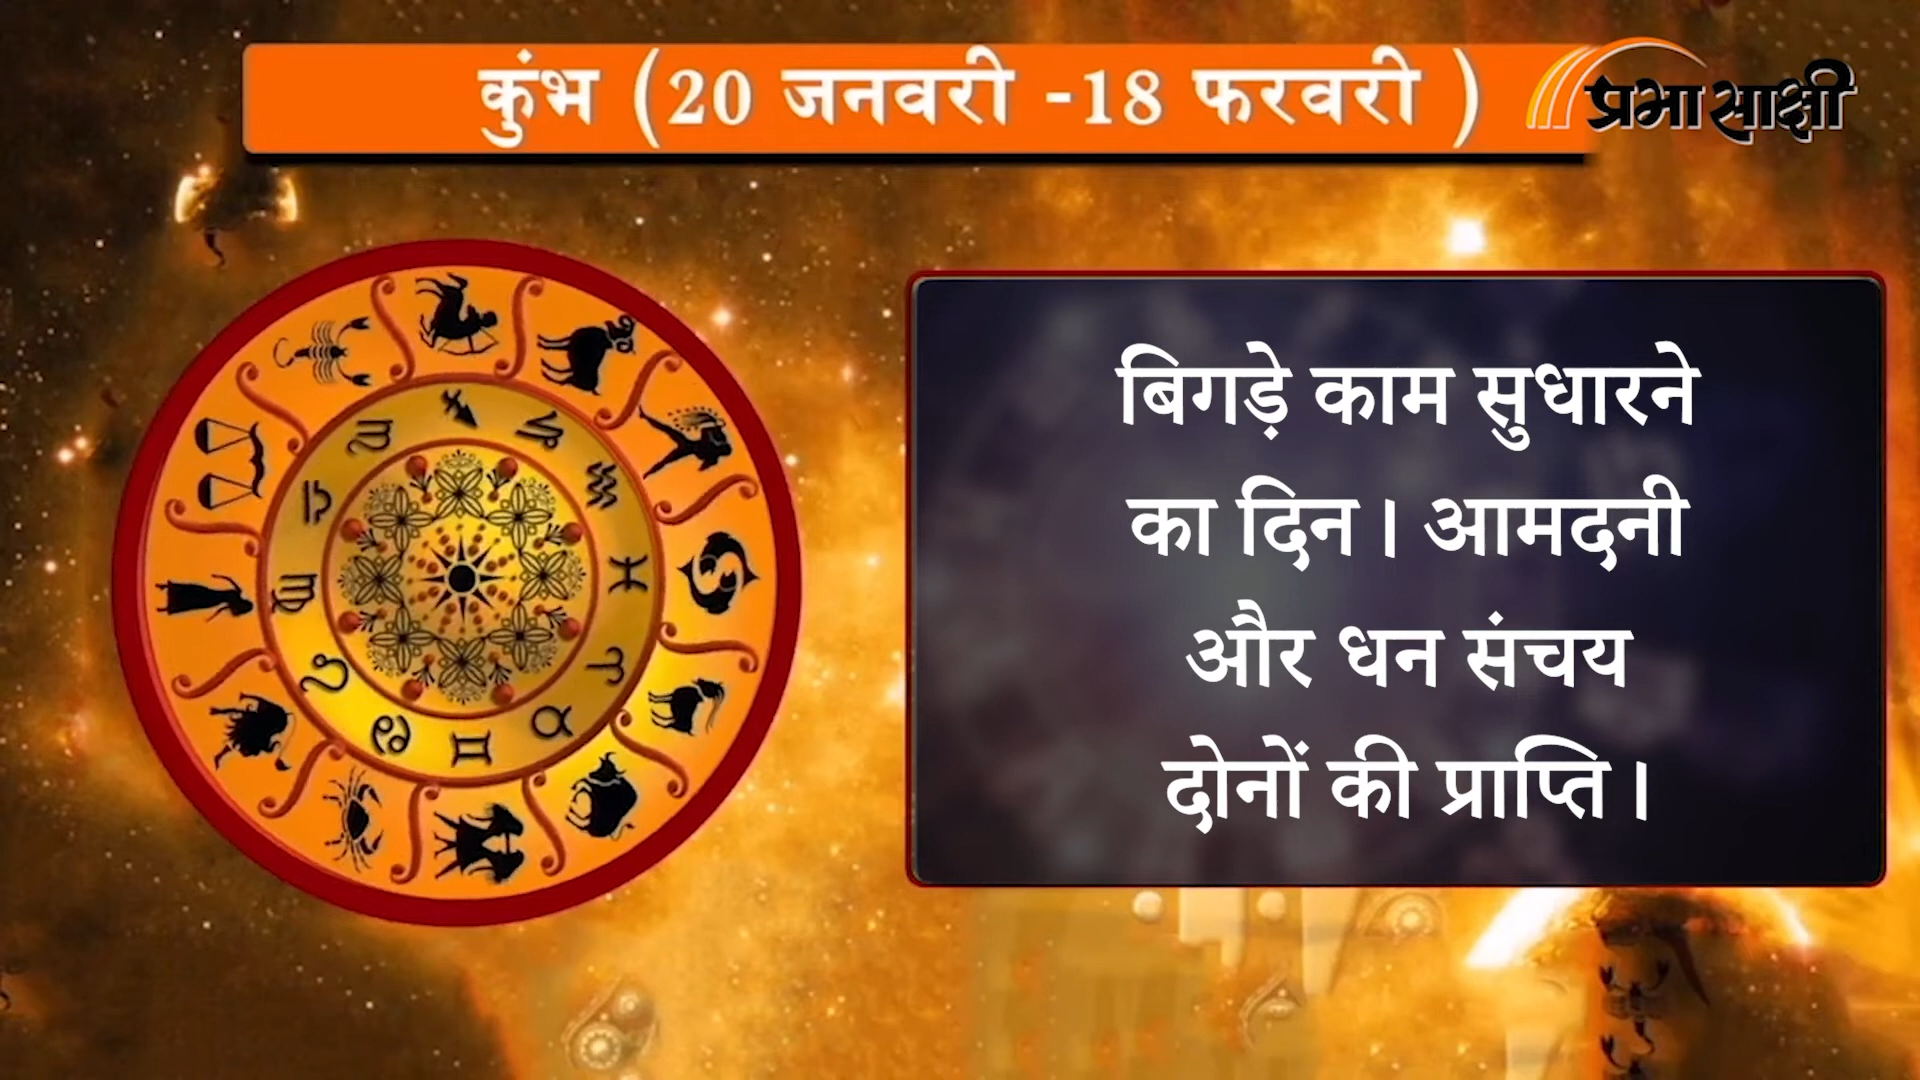 कुंभ (20 जनवरी -18 फरवरी )
प्रभासाक्षी
बिगड़े काम सुधारने
का दिन। आमदनी
और धन संचय
दोनों की प्राप्ति।